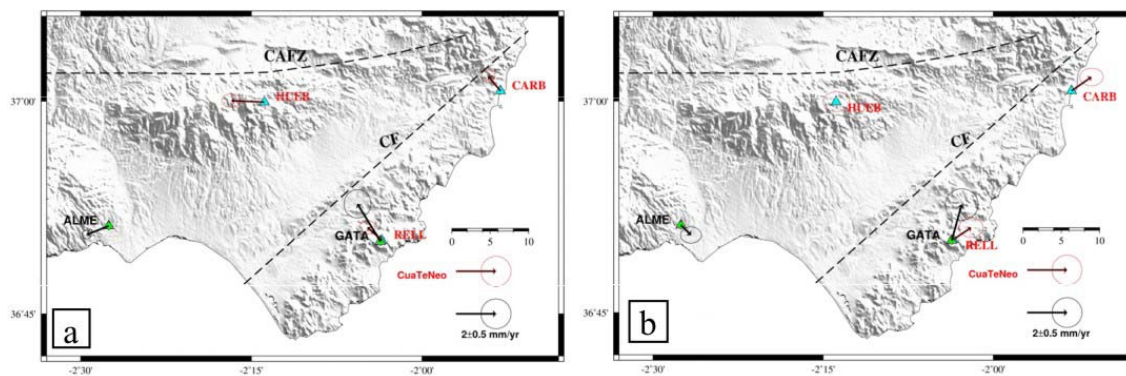 CAFZ
HUEB
CARB
37°00'
CF
ALME
GATA
RELL
0 5 10
CuaTeNeo
36°45'
a
2±0.5 mm/yr
-2°30' -2°15' -2°00'
CAFZ
HUEB
CARB
37°00'
CF
ALME
GATA
RELL
0 5 10
CuaTeNeo
36°45'
b
2±0.5 mm/yr
-2°30' -2°15' -2°00'